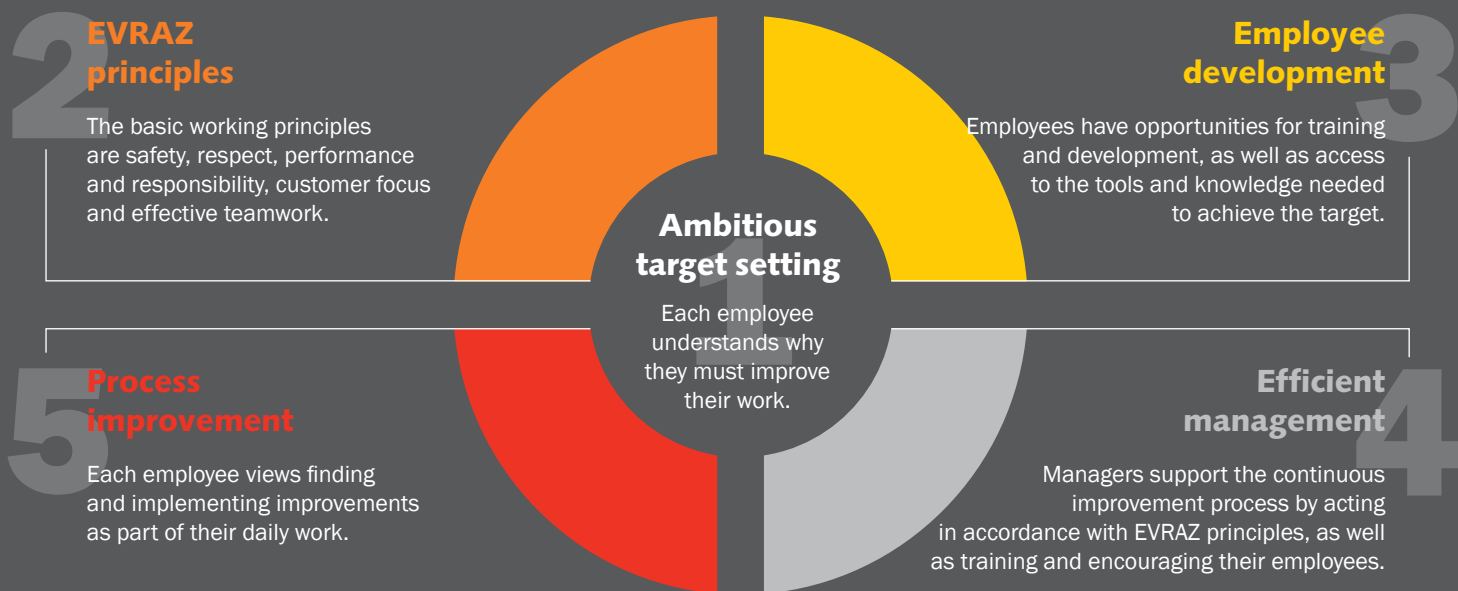 1
Ambitious
target setting
Each employee
understands why
they must improve
their work.
2
EVRAZ
principles
The basic working principles
are safety, respect, performance
and responsibility, customer focus
and effective teamwork.
3
Employee
development
Employees have opportunities for training
and development, as well as access
to the tools and knowledge needed
to achieve the target.
4
Efficient
management
Managers support the continuous
improvement process by acting
in accordance with EVRAZ principles, as well
as training and encouraging their employees.
5
Process
improvement
Each employee views finding
and implementing improvements
as part of their daily work.